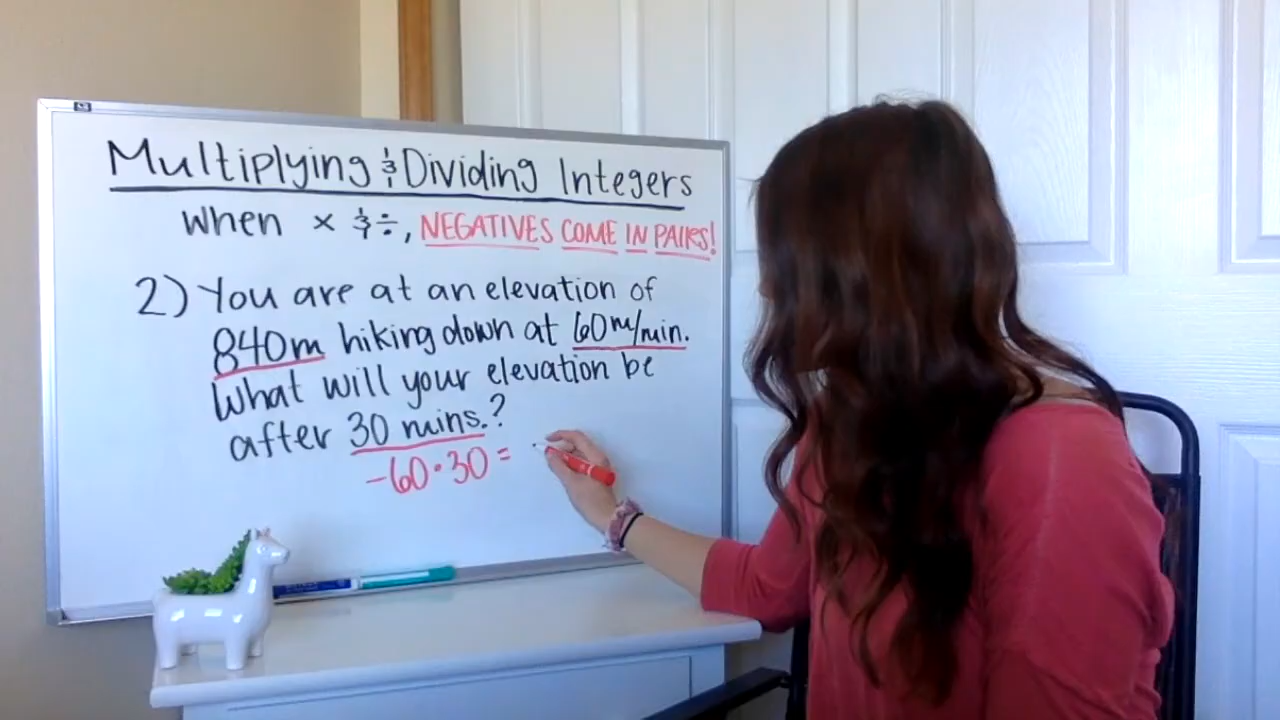 Multiplying & Dividing Integers
When × & ÷, NEGATIVES COME IN PAIRS!
2) You are at an elevation of
840m hiking down at 60m/min.
What will your elevation be
after 30 mins.?
-60·30=